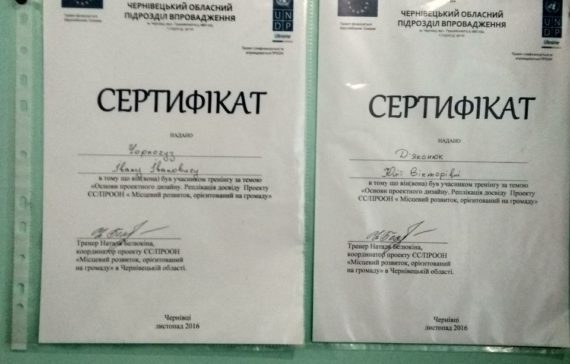 ЧЕРНІВЕЦЬКИЙ ОБЛАСНИЙ
ПІДРОЗДІЛ ВПРОВАДЖЕННЯ
U N
D P
Ukraine
СЕРТИФІКАТ
НАДАНО
Чорногуз
Івану Івановичу
в тому що він(вона) був учасником тренінгу за темою
«Основи проектного дизайну. Реплікація досвіду Проекту
ЄС/ПРООН « Місцевий розвиток, орієнтований на громаду»
Тренер Наталя Белюкіна,
координатор проекту ЄС/ПРООН
«Місцевий розвиток, орієнтований
на громаду» в Чернівецькій області.
Чернівці
листопад 2016
ЧЕРНІВЕЦЬКИЙ ОБЛАСНИЙ
ПІДРОЗДІЛ ВПРОВАДЖЕННЯ
U N
D P
Ukraine
СЕРТИФІКАТ
НАДАНО
Д'яконюк
Юлії Вікторівні
в тому що він(вона) був учасником тренінгу за темою
«Основи проектного дизайну. Реплікація досвіду Проекту
ЄС/ПРООН « Місцевий розвиток, орієнтований на громаду»
Тренер Наталя Белюкіна,
координатор проекту ЄС/ПРООН
«Місцевий розвиток, орієнтований
на громаду» в Чернівецькій області.
Чернівці
листопад 2016